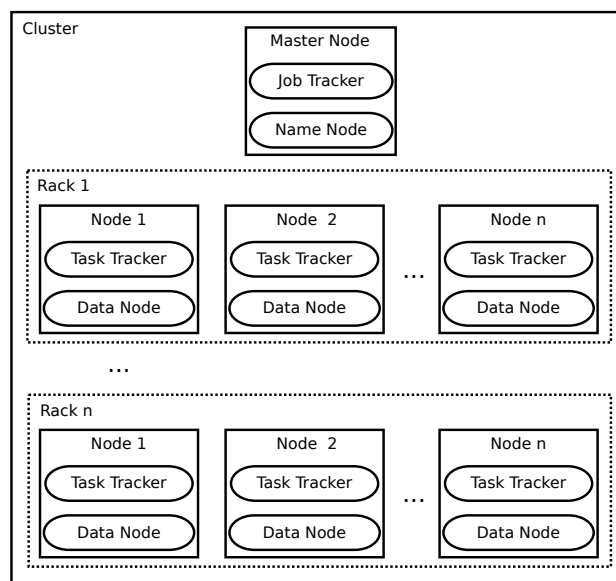 Cluster
Master Node
Job Tracker
Name Node
Rack 1
Node 1 Node 2 Node n
Task Tracker Task Tracker ... Task Tracker
Data Node Data Node Data Node
...
Rack n
Node 1 Node 2 Node n
Task Tracker Task Tracker ... Task Tracker
Data Node Data Node Data Node